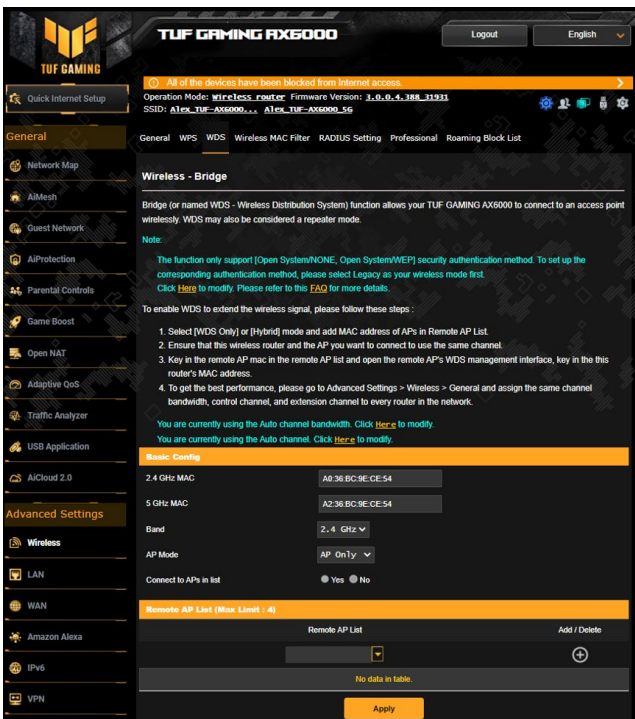 TUF GAMING
TUF GAMING AX6000
Logout
English
All of the devices have been blocked from Internet access.
Quick Internet Setup
Operation Mode: Wireless router Firmware Version: 3.0.0.4.388_31931
SSID: Alex_TUF-AX6000... Alex_TUF-AX6000_5G
General
General WPS WDS Wireless MAC Filter RADIUS Setting Professional Roaming Block List
Network Map
AiMesh
Guest Network
AiProtection
Parental Controls
Game Boost
Open NAT
Adaptive QoS
Traffic Analyzer
USB Application
AiCloud 2.0
Advanced Settings
Wireless
LAN
WAN
Amazon Alexa
IPv6
VPN
Wireless - Bridge
Bridge (or named WDS - Wireless Distribution System) function allows your TUF GAMING AX6000 to connect to an access point
wirelessly. WDS may also be considered a repeater mode.
Note:
The function only support [Open System/NONE, Open System/WEP] security authentication method. To set up the
corresponding authentication method, please select Legacy as your wireless mode first.
Click Here to modify. Please refer to this FAQ for more details.
To enable WDS to extend the wireless signal, please follow these steps :
1. Select [WDS Only] or [Hybrid] mode and add MAC address of APs in Remote AP List.
2. Ensure that this wireless router and the AP you want to connect to use the same channel.
3. Key in the remote AP mac in the remote AP list and open the remote AP's WDS management interface, key in the this
router's MAC address.
4. To get the best performance, please go to Advanced Settings > Wireless > General and assign the same channel
bandwidth, control channel, and extension channel to every router in the network.
You are currently using the Auto channel bandwidth. Click Here to modify.
You are currently using the Auto channel. Click Here to modify.
Basic Config
2.4 GHz MAC A0:36:BC:9E:CE:54
5 GHz MAC A2:36:BC:9E:CE:54
Band 2.4 GHz
AP Mode AP Only
Connect to APs in list Yes No
Remote AP List (Max Limit : 4)
Remote AP List Add / Delete
No data in table.
Apply